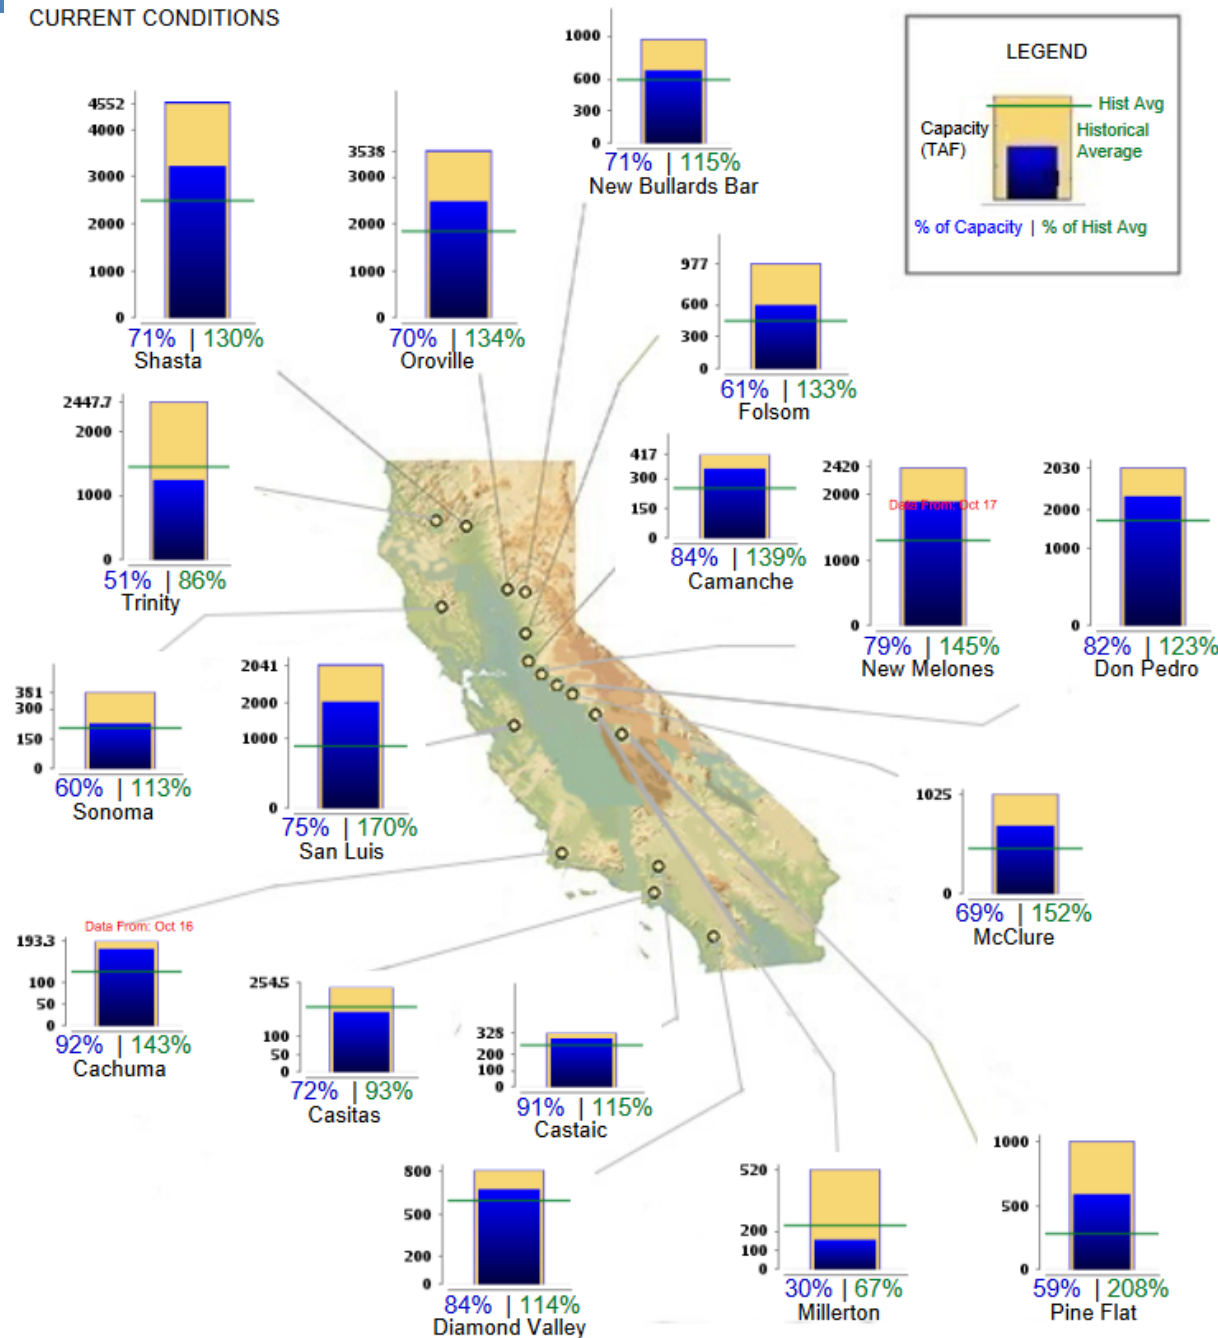 CURRENT CONDITIONS
LEGEND
Hist Avg
Capacity
(TAF)
Historical
Average
% of Capacity | % of Hist Avg
1000
600
300
0
71% | 115%
New Bullards Bar
4552
4000
3000
2000
1000
0
71% | 130%
Shasta
3538
3000
2000
1000
0
70% | 134%
Oroville
977
600
300
0
61% | 133%
Folsom
2447.7
2000
1000
0
51% | 86%
Trinity
417
300
150
0
84% | 139%
Camanche
2420
2000
1000
0
Data From: Oct 17
79% | 145%
New Melones
2030
2000
1000
0
82% | 123%
Don Pedro
381
300
150
0
60% | 113%
Sonoma
2041
2000
1000
0
75% | 170%
San Luis
1025
0
69% | 152%
McClure
Data From: Oct 16
193.3
100
50
0
92% | 143%
Cachuma
254.5
100
50
0
72% | 93%
Casitas
328
200
100
0
91% | 115%
Castaic
800
500
200
0
84% | 114%
Diamond Valley
520
200
100
0
30% | 67%
Millerton
1000
500
0
59% | 208%
Pine Flat